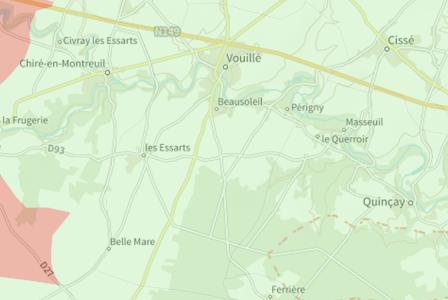 Civray les Essarts
N149
Cissé
Vouillé
Chiré-en-Montreuil
Beausoleil
Périgny
la Frugerie
Masseuil
le Querroir
D93
les Essarts
Quinçay
Belle Mare
D27
Ferrière